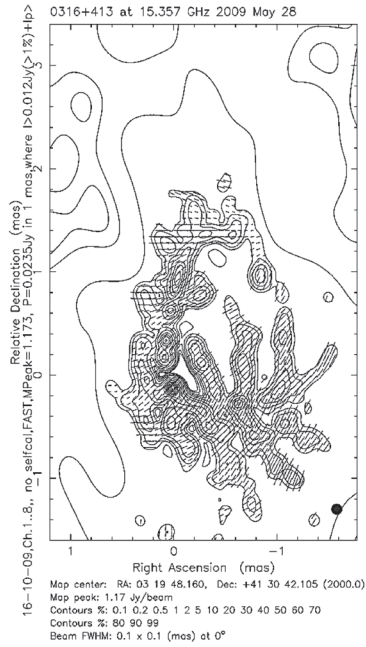 0316+413 at 15.357 GHz 2009 May 28
16-10-09,Ch.1..8,, no selfcal,FAST,MPeak=1.173, P=0.0235Jy in 1 mas,where I>0.012Jy(>1%)+Ip>
Relative Declination (mas)
3
2
1
0
−1
1 0 −1
Right Ascension (mas)
Map center: RA: 03 19 48.160, Dec: +41 30 42.105 (2000.0)
Map peak: 1.17 Jy/beam
Contours %: 0.1 0.2 0.5 1 2 5 10 20 30 40 50 60 70
Contours %: 80 90 99
Beam FWHM: 0.1 x 0.1 (mas) at 0°